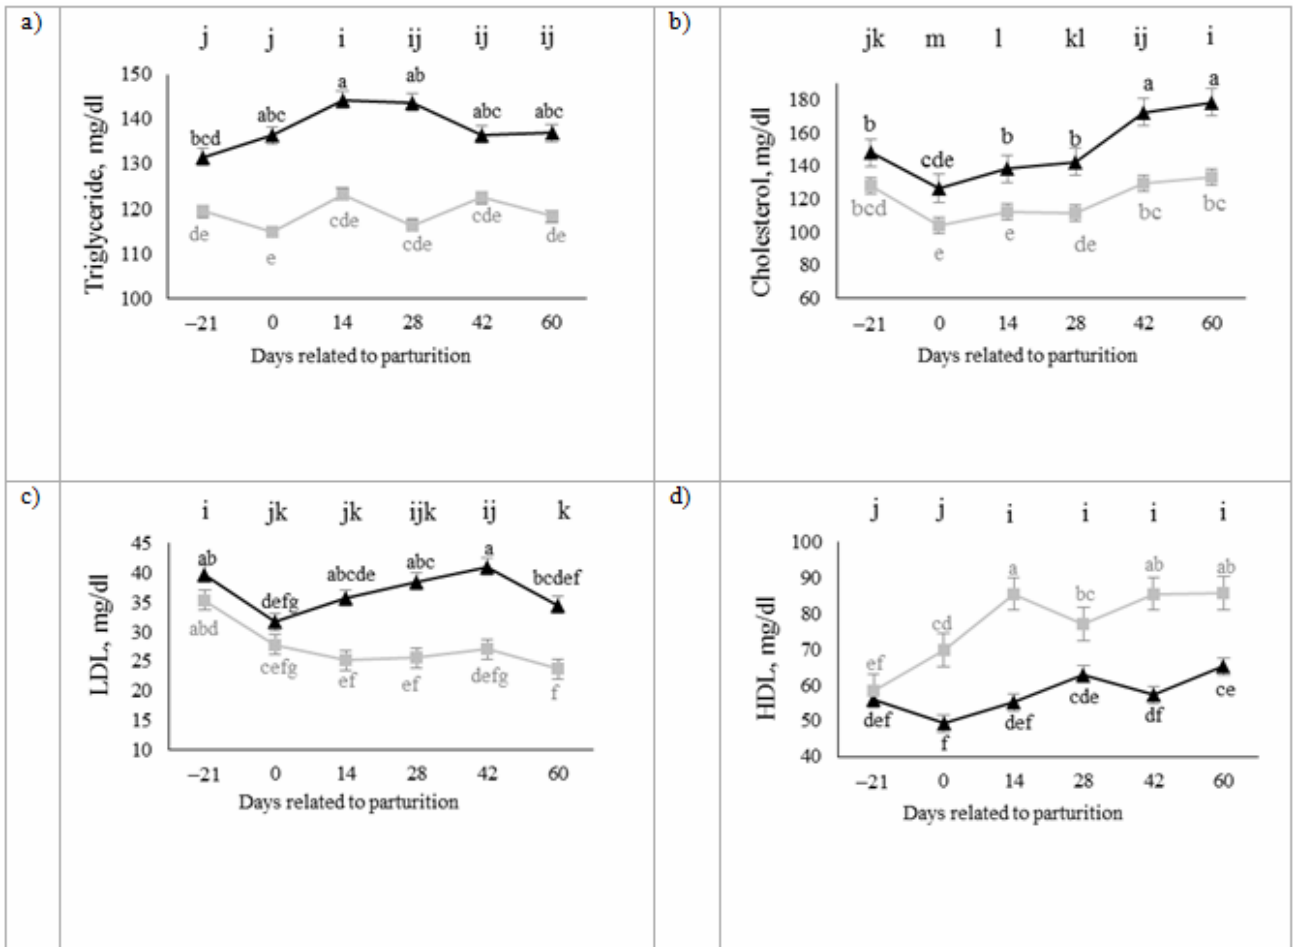 a)
j j i ij ij ij
Triglyceride, mg/dl
150
140
130
120
110
100
bcd abc a ab abc abc
de e cde cde cde de
–21 0 14 28 42 60
Days related to parturition
b)
jk m l kl ij i
Cholesterol, mg/dl
180
160
140
120
100
80
60
b cde b b a a
bcd e e de bc bc
–21 0 14 28 42 60
Days related to parturition
c)
i jk jk ijk ij k
LDL, mg/dl
45
40
35
30
25
20
15
10
ab defg abcde abc a bcdef
abd cefg ef ef defg f
–21 0 14 28 42 60
Days related to parturition
d)
j j i i i i
HDL, mg/dl
100
90
80
70
60
50
40
ef cd a bc ab ab
def f def cde df ce
–21 0 14 28 42 60
Days related to parturition